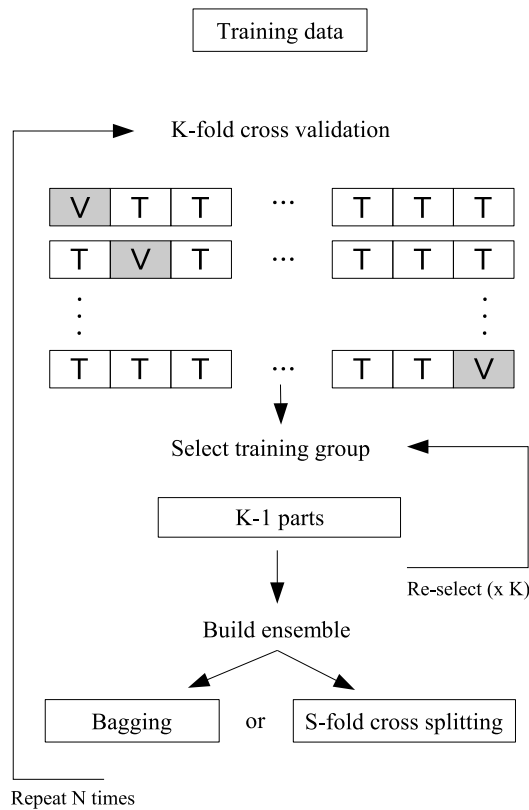 Training data
K-fold cross validation
V T T ... T T T
T V T ... T T T
T T T ... T T V
Select training group
K-1 parts
Re-select (x K)
Build ensemble
Bagging or S-fold cross splitting
Repeat N times